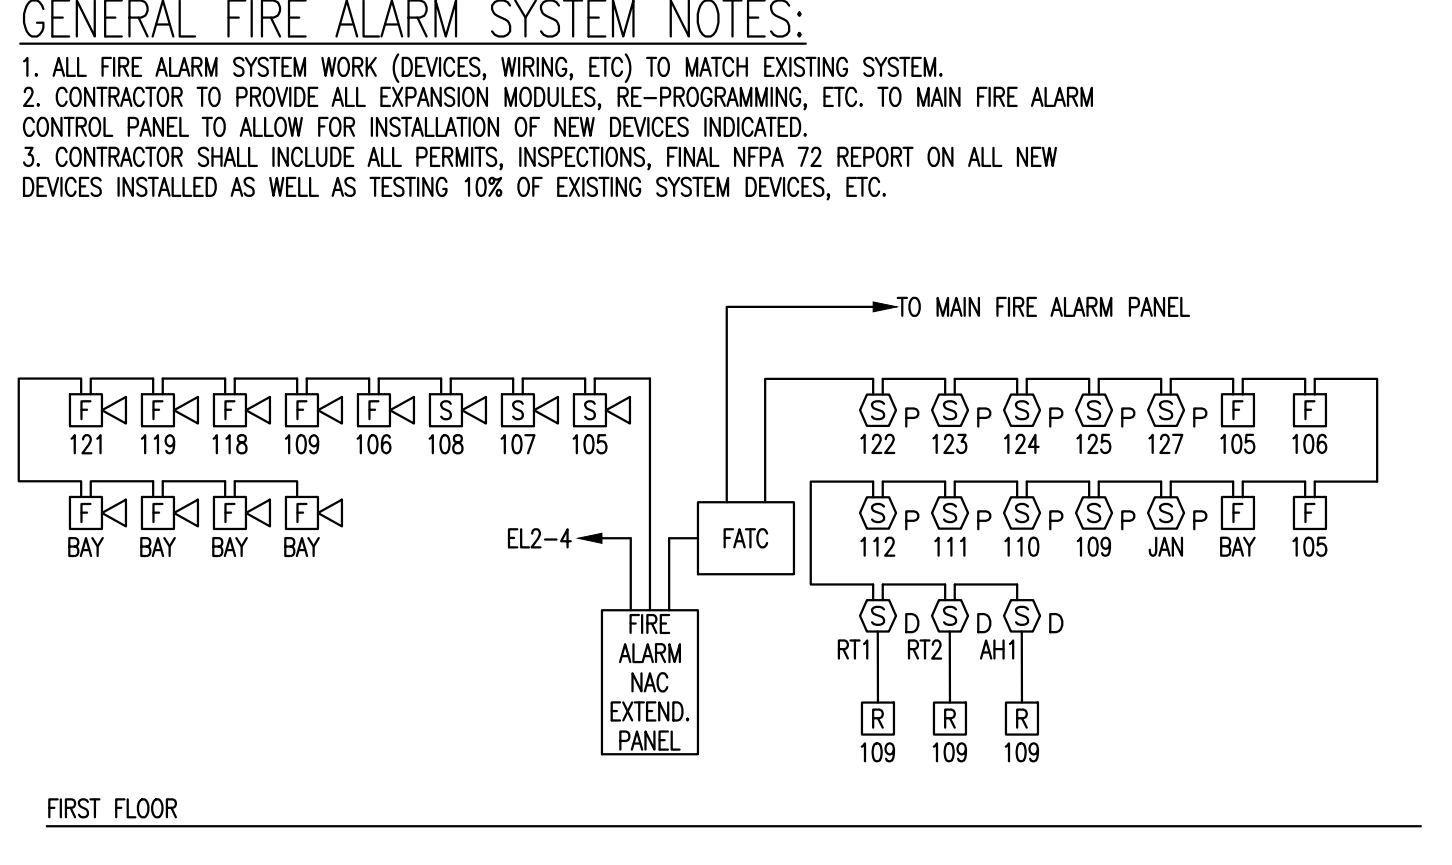 GENERAL FIRE ALARM SYSTEM NOTES:
1. ALL FIRE ALARM SYSTEM WORK (DEVICES, WIRING, ETC) TO MATCH EXISTING SYSTEM.
2. CONTRACTOR TO PROVIDE ALL EXPANSION MODULES, RE-PROGRAMMING, ETC. TO MAIN FIRE ALARM
CONTROL PANEL TO ALLOW FOR INSTALLATION OF NEW DEVICES INDICATED.
3. CONTRACTOR SHALL INCLUDE ALL PERMITS, INSPECTIONS, FINAL NFPA 72 REPORT ON ALL NEW
DEVICES INSTALLED AS WELL AS TESTING 10% OF EXISTING SYSTEM DEVICES, ETC.
TO MAIN FIRE ALARM PANEL
F F F F F S S S
121 119 118 109 106 108 107 105
F F F F
BAY BAY BAY BAY
EL2-4
FATC
FIRE
ALARM
NAC
EXTEND.
PANEL
S P S P S P S P S P F F
122 123 124 125 127 105 106
S P S P S P S P S P F F
112 111 110 109 JAN BAY 105
S D S D S D
RT1 RT2 AH1
R R R
109 109 109
FIRST FLOOR